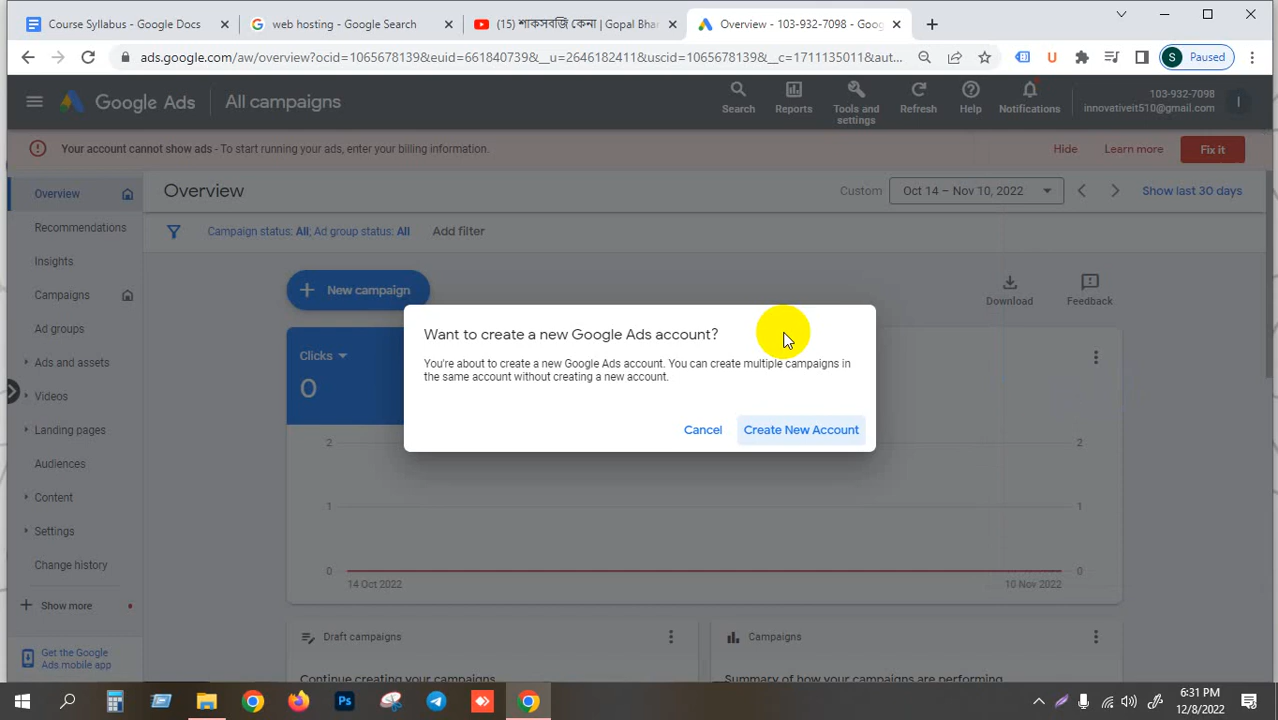 Course Syllabus - Google Docs
web hosting - Google Search
(15) শাকসবজি কেনা | Gopal Bhar
Overview - 103-932-7098 - Goog
ads.google.com/aw/overview?ocid=1065678139&euid=661840739&__u=2646182411&uscid=1065678139&__c=1711135011&aut...
S Paused
Google Ads
All campaigns
Search
Reports
Tools and
settings
Refresh
Help
Notifications
103-932-7098
innovativeit510@gmail.com
I
Your account cannot show ads - To start running your ads, enter your billing information.
Hide
Learn more
Fix it
Overview
Recommendations
Insights
Campaigns
Ad groups
Ads and assets
Videos
Landing pages
Audiences
Content
Settings
Change history
Show more
Get the Google
Ads mobile app
Overview
Custom
Oct 14 – Nov 10, 2022
Show last 30 days
Campaign status: All; Ad group status: All
Add filter
New campaign
Download
Feedback
Clicks
0
Want to create a new Google Ads account?
You're about to create a new Google Ads account. You can create multiple campaigns in
the same account without creating a new account.
Cancel
Create New Account
2
2
1
1
0
0
14 Oct 2022
10 Nov 2022
Draft campaigns
Continue creating your campaigns
Campaigns
Summary of how your campaigns are performing
Ps
6:31 PM
12/8/2022